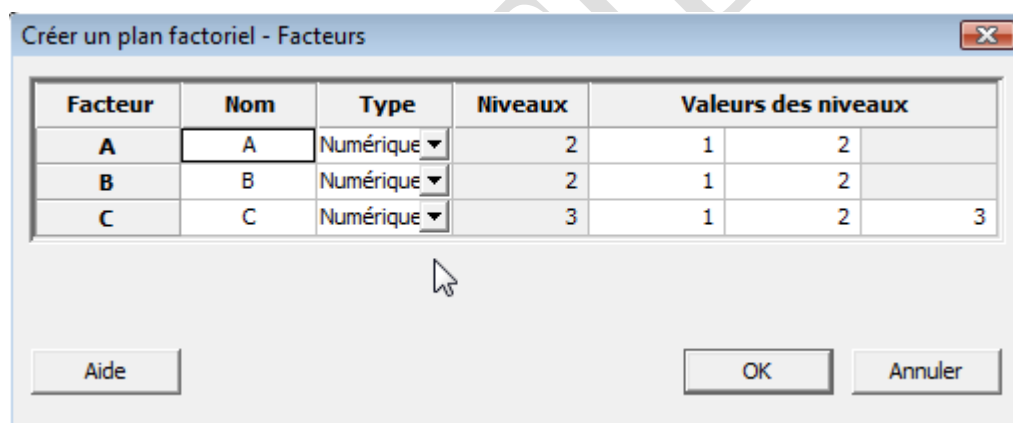 Créer un plan factoriel - Facteurs
Facteur Nom Type Niveaux Valeurs des niveaux
A A Numérique 2 1 2
B B Numérique 2 1 2
C C Numérique 3 1 2 3
Aide OK Annuler